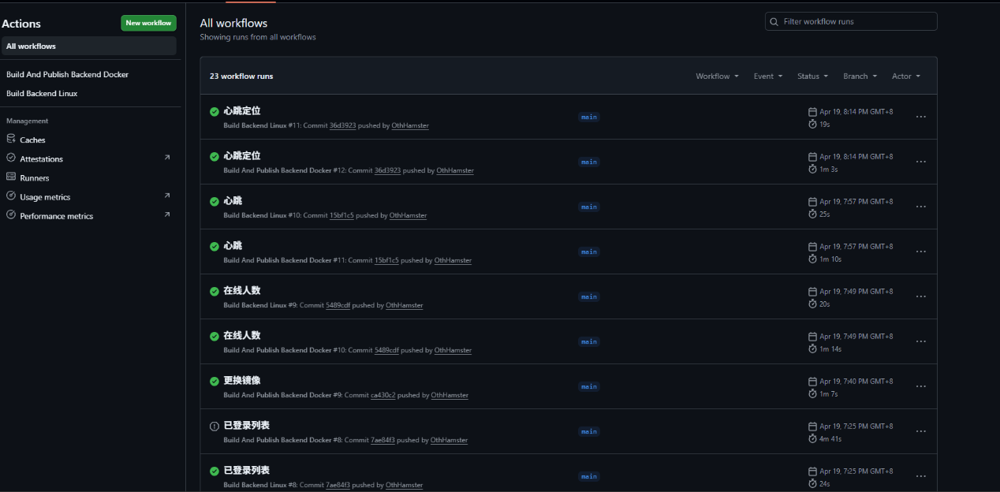 Actions
New workflow
All workflows
Build And Publish Backend Docker
Build Backend Linux
Management
Caches
Attestations
Runners
Usage metrics
Performance metrics
All workflows
Showing runs from all workflows
Filter workflow runs
23 workflow runs
Workflow Event Status Branch Actor
心跳定位
Build Backend Linux #11: Commit 36d3923 pushed by OthHamster
main
Apr 19, 8:14 PM GMT+8
19s
心跳定位
Build And Publish Backend Docker #12: Commit 36d3923 pushed by OthHamster
main
Apr 19, 8:14 PM GMT+8
1m 3s
心跳
Build Backend Linux #10: Commit 15bf1c5 pushed by OthHamster
main
Apr 19, 7:57 PM GMT+8
25s
心跳
Build And Publish Backend Docker #11: Commit 15bf1c5 pushed by OthHamster
main
Apr 19, 7:57 PM GMT+8
1m 10s
在线人数
Build Backend Linux #9: Commit 5489cdf pushed by OthHamster
main
Apr 19, 7:49 PM GMT+8
20s
在线人数
Build And Publish Backend Docker #10: Commit 5489cdf pushed by OthHamster
main
Apr 19, 7:49 PM GMT+8
1m 14s
更换镜像
Build And Publish Backend Docker #9: Commit ca430c2 pushed by OthHamster
main
Apr 19, 7:40 PM GMT+8
1m 7s
已登录列表
Build And Publish Backend Docker #8: Commit 7ae84f3 pushed by OthHamster
main
Apr 19, 7:25 PM GMT+8
4m 41s
已登录列表
Build Backend Linux #8: Commit 7ae84f3 pushed by OthHamster
main
Apr 19, 7:25 PM GMT+8
24s